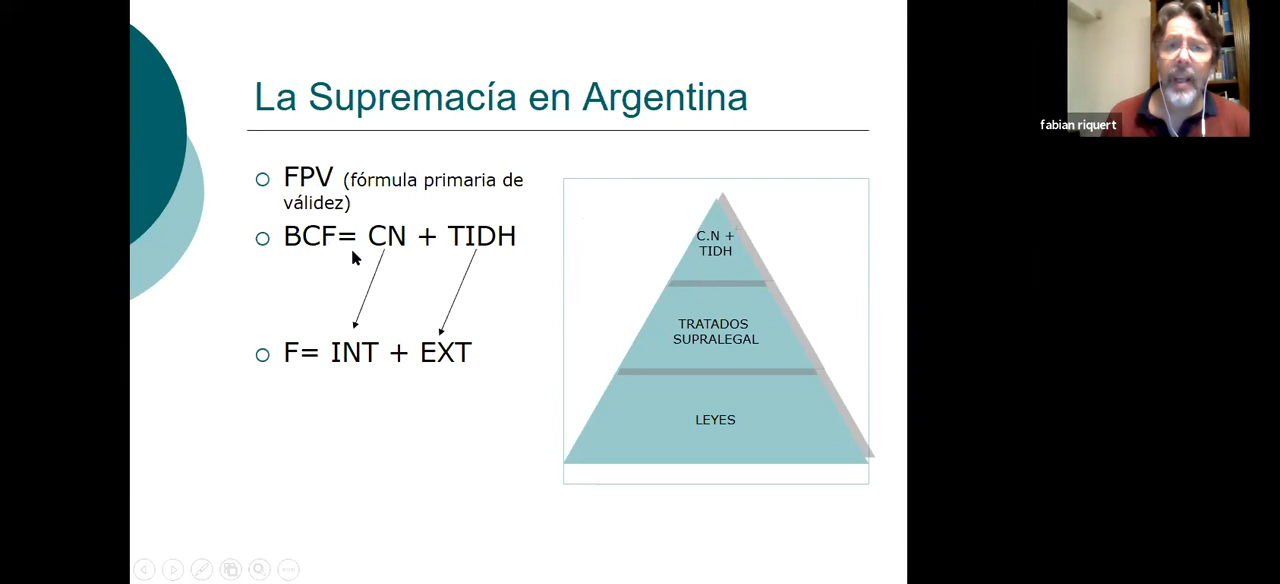 La Supremacía en Argentina
FPV (fórmula primaria de
válidez)
BCF= CN + TIDH
F= INT + EXT
C.N +
TIDH
TRATADOS
SUPRALEGAL
LEYES
fabian riquert